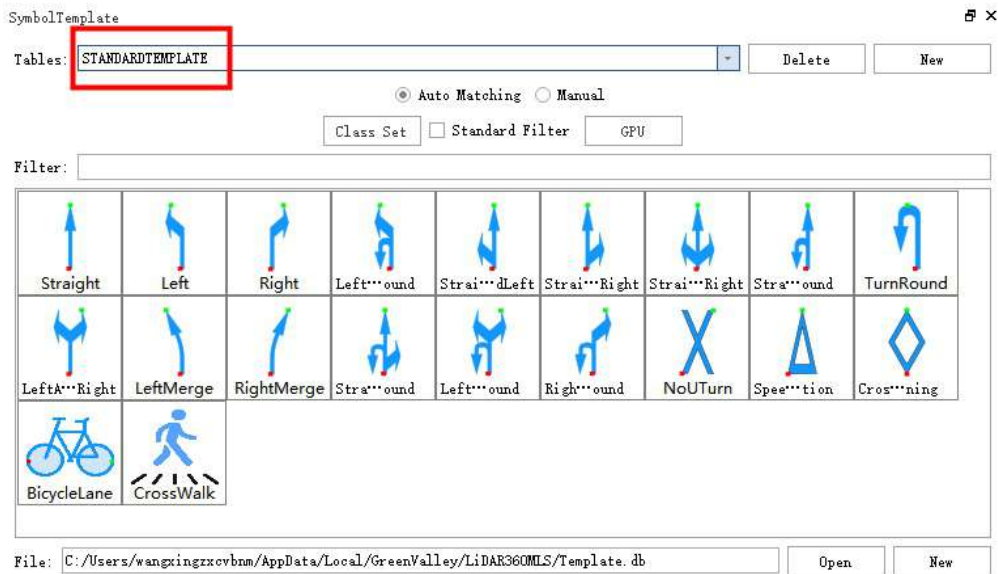 SymbolTemplate
Tables: STANDARDTEMPLATE Delete New
Auto Matching Manual
Class Set Standard Filter GPU
Filter:
Straight Left Right Left···ound Strai···dLeft Strai···Right Strai···Right Stra···ound TurnRound
LeftA···Right LeftMerge RightMerge Stra···ound Left···ound Righ···ound NoUTurn Spee···tion Cros···ning
BicycleLane CrossWalk
File: C:/Users/wangxingzxcvbnm/AppData/Local/GreenValley/LiDAR360MLS/Template.db Open New